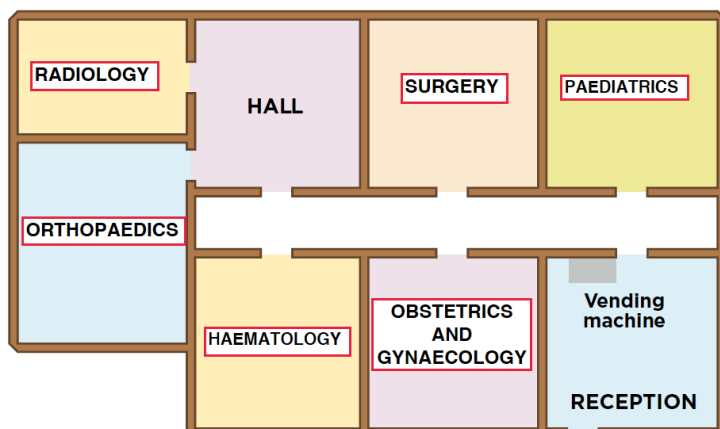 RADIOLOGY
HALL
SURGERY
PAEDIATRICS
ORTHOPAEDICS
HAEMATOLOGY
OBSTETRICS
AND
GYNAECOLOGY
Vending
machine
RECEPTION